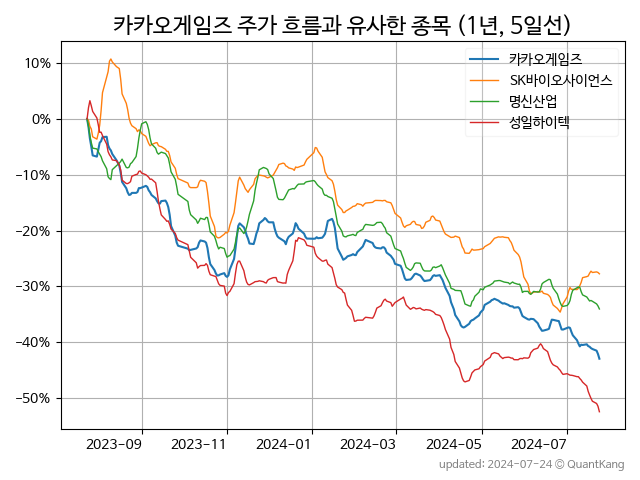 카카오게임즈 주가 흐름과 유사한 종목 (1년, 5일선)
카카오게임즈
SK바이오사이언스
명신산업
성일하이텍
10%
0%
−10%
−20%
−30%
−40%
−50%
2023-09 2023-11 2024-01 2024-03 2024-05 2024-07
updated: 2024-07-24 @ QuantKang